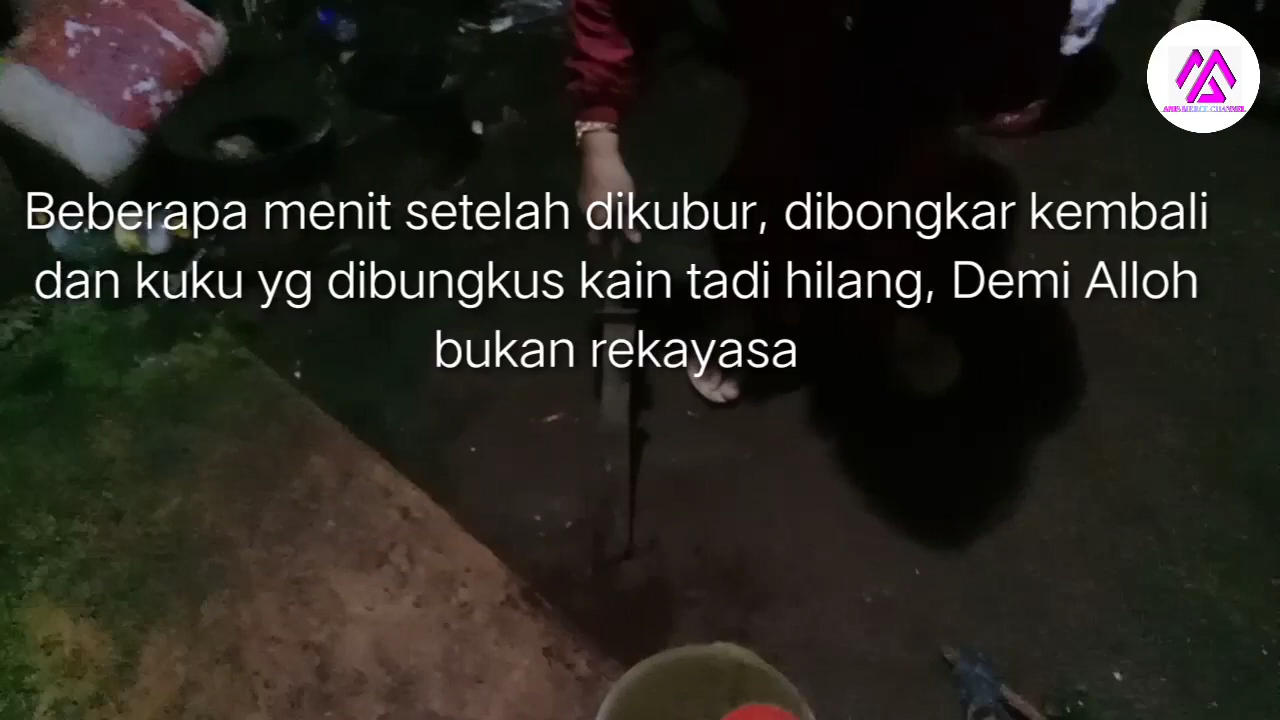 Beberapa menit setelah dikubur, dibongkar kembali
dan kuku yg dibungkus kain tadi hilang, Demi Alloh
bukan rekayasa